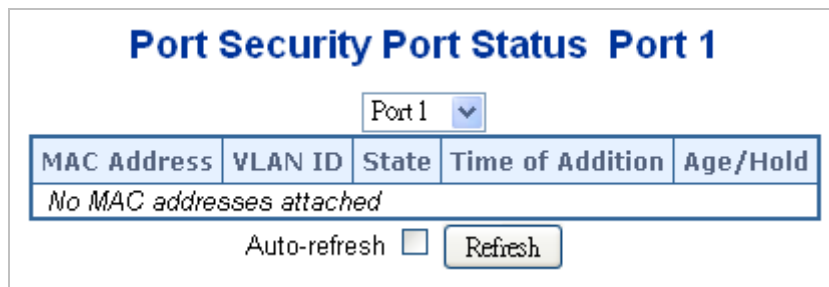 Port Security Port Status Port 1
Port 1
MAC Address VLAN ID State Time of Addition Age/Hold
No MAC addresses attached
Auto-refresh Refresh